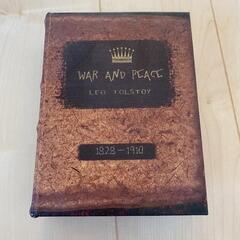 WAR AND PEACE
LEO TOLSTOY
1828-1910